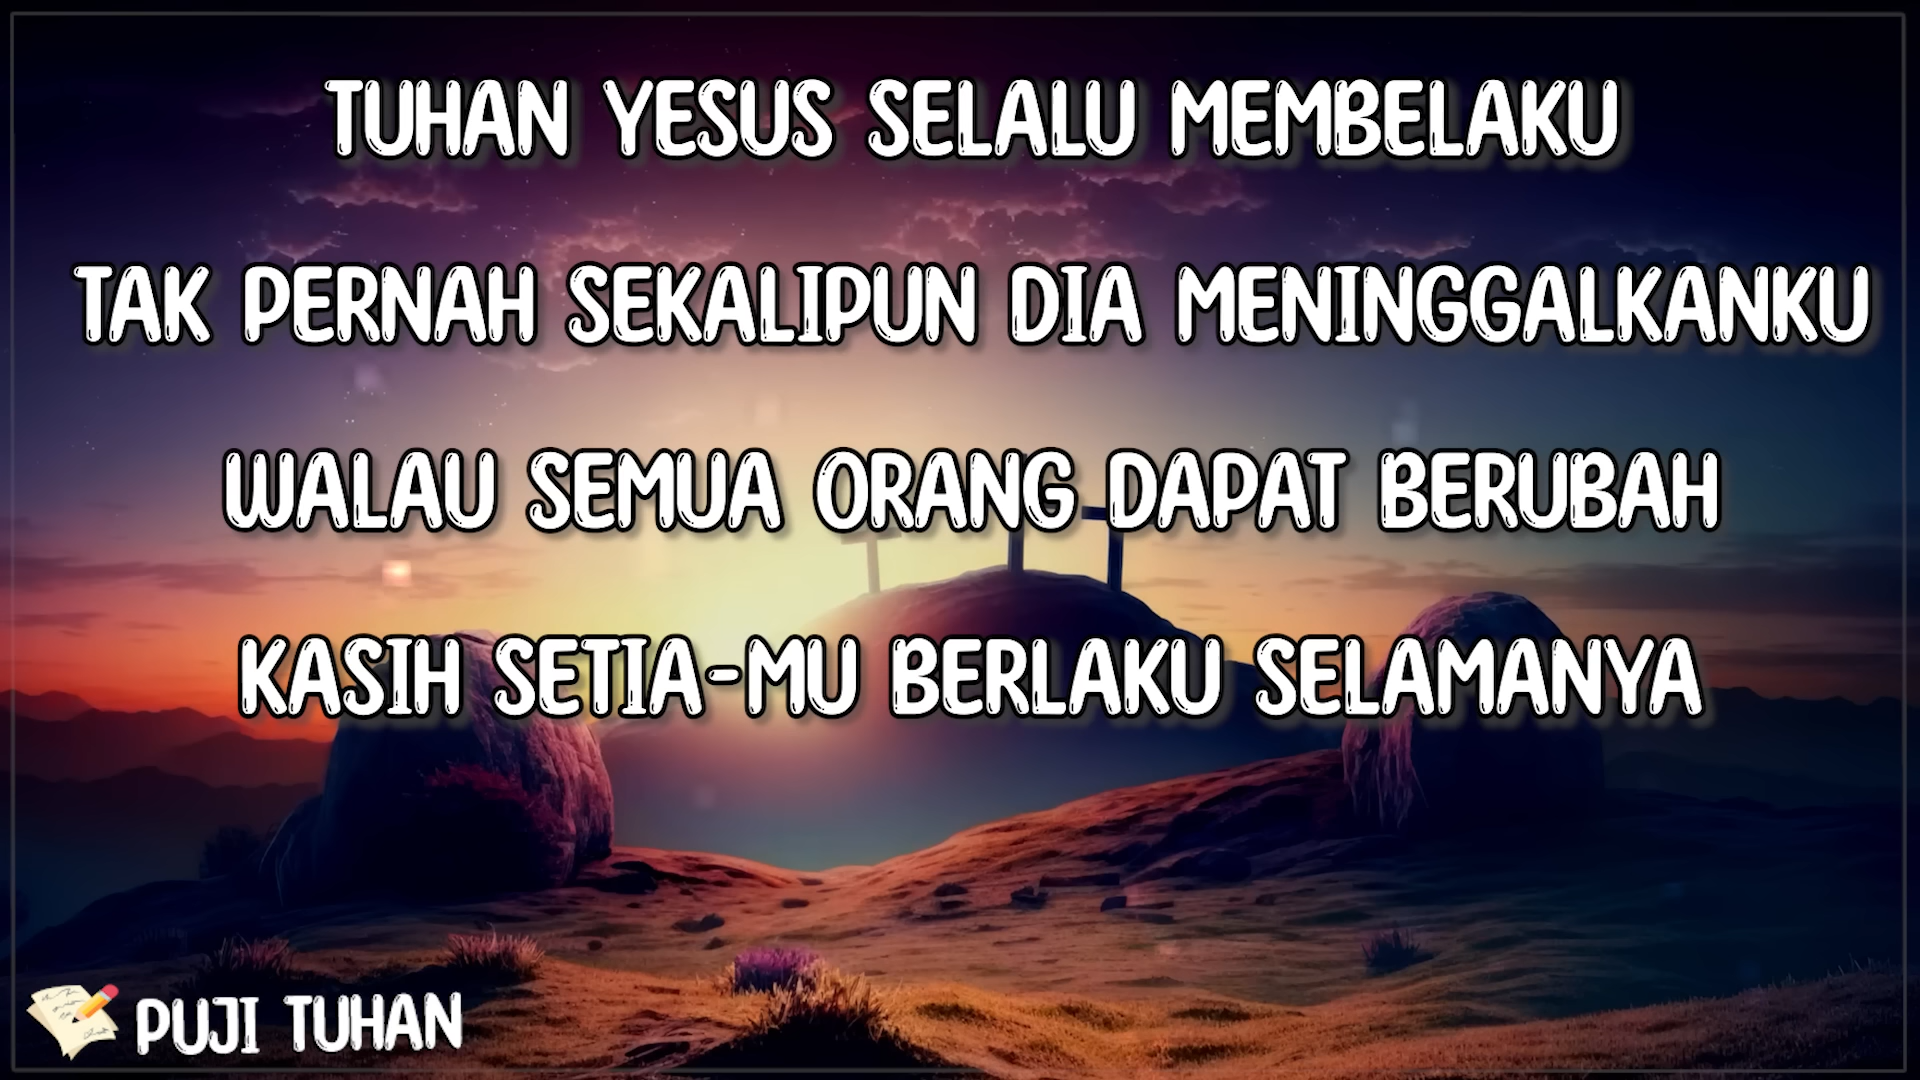 TUHAN YESUS SELALU MEMBELAKU
TAK PERNAH SEKALIPUN DIA MENINGGALKANKU
WALAU SEMUA ORANG DAPAT BERUBAH
KASIH SETIA-MU BERLAKU SELAMANYA
PUJI TUHAN